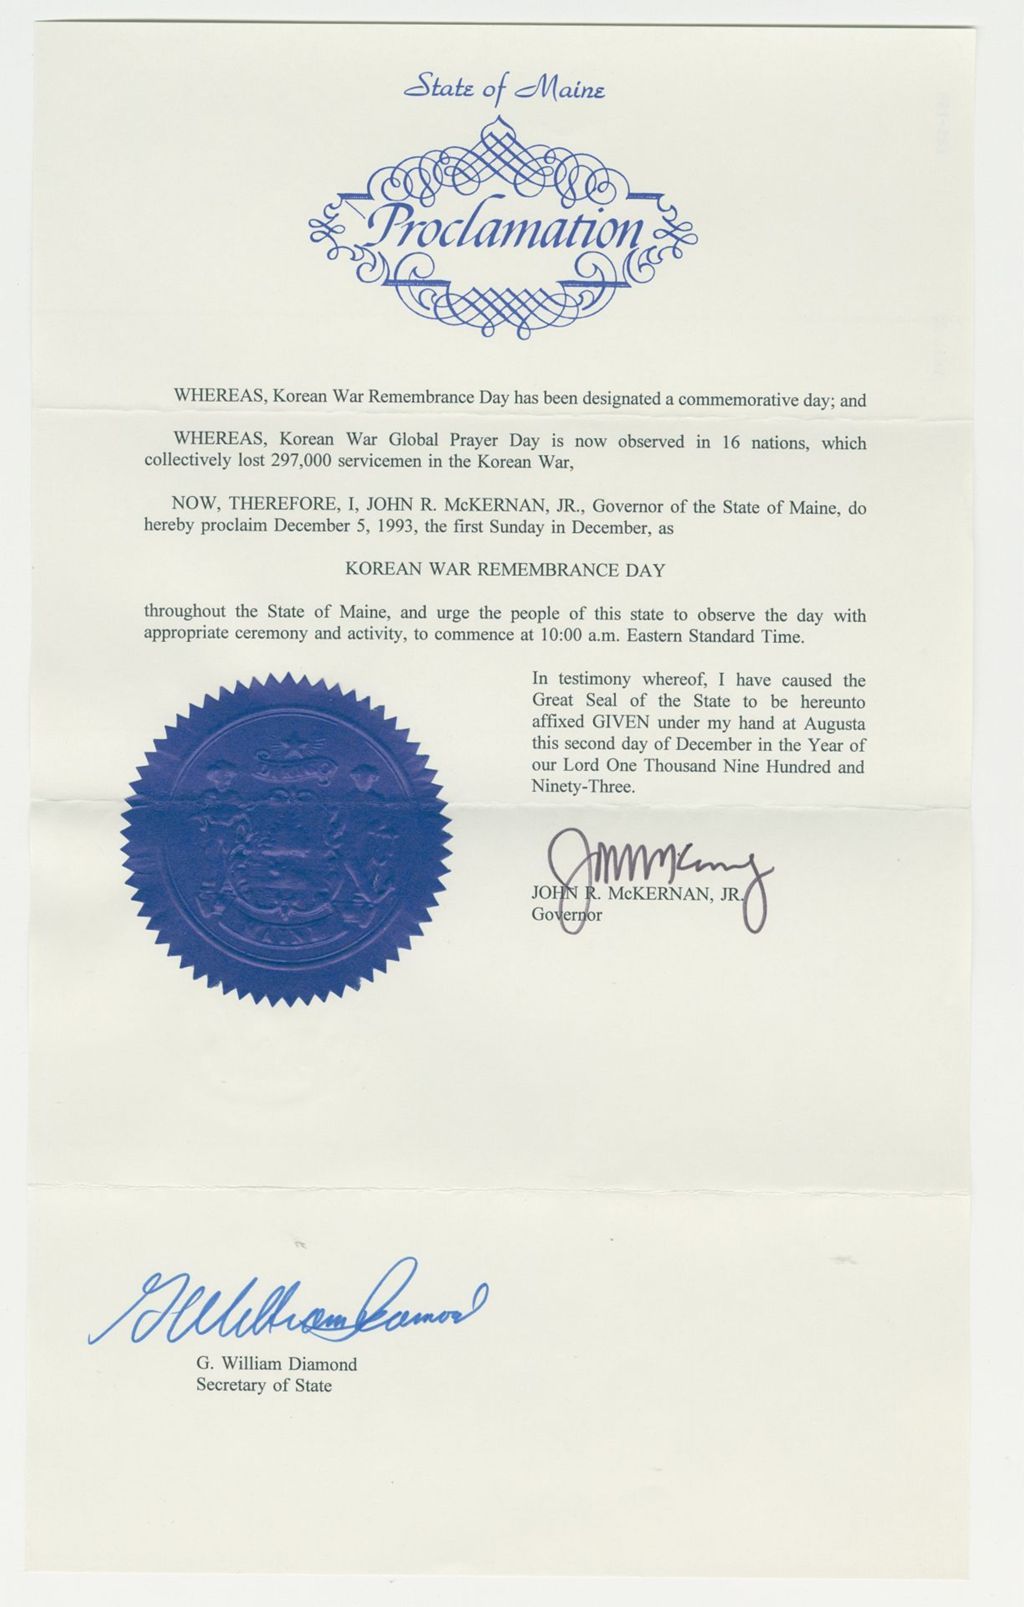 State of Maine
Proclamation
WHEREAS, Korean War Remembrance Day has been designated a commemorative day; and
WHEREAS, Korean War Global Prayer Day is now observed in 16 nations, which
collectively lost 297,000 servicemen in the Korean War,
NOW, THEREFORE, I, JOHN R. McKERNAN, JR., Governor of the State of Maine, do
hereby proclaim December 5, 1993, the first Sunday in December, as
KOREAN WAR REMEMBRANCE DAY
throughout the State of Maine, and urge the people of this state to observe the day with
appropriate ceremony and activity, to commence at 10:00 a.m. Eastern Standard Time.
In testimony whereof, I have caused the
Great Seal of the State to be hereunto
affixed GIVEN under my hand at Augusta
this second day of December in the Year of
our Lord One Thousand Nine Hundred and
Ninety-Three.
JOHN R. McKERNAN, JR.
Governor
G William Diamond
G. William Diamond
Secretary of State